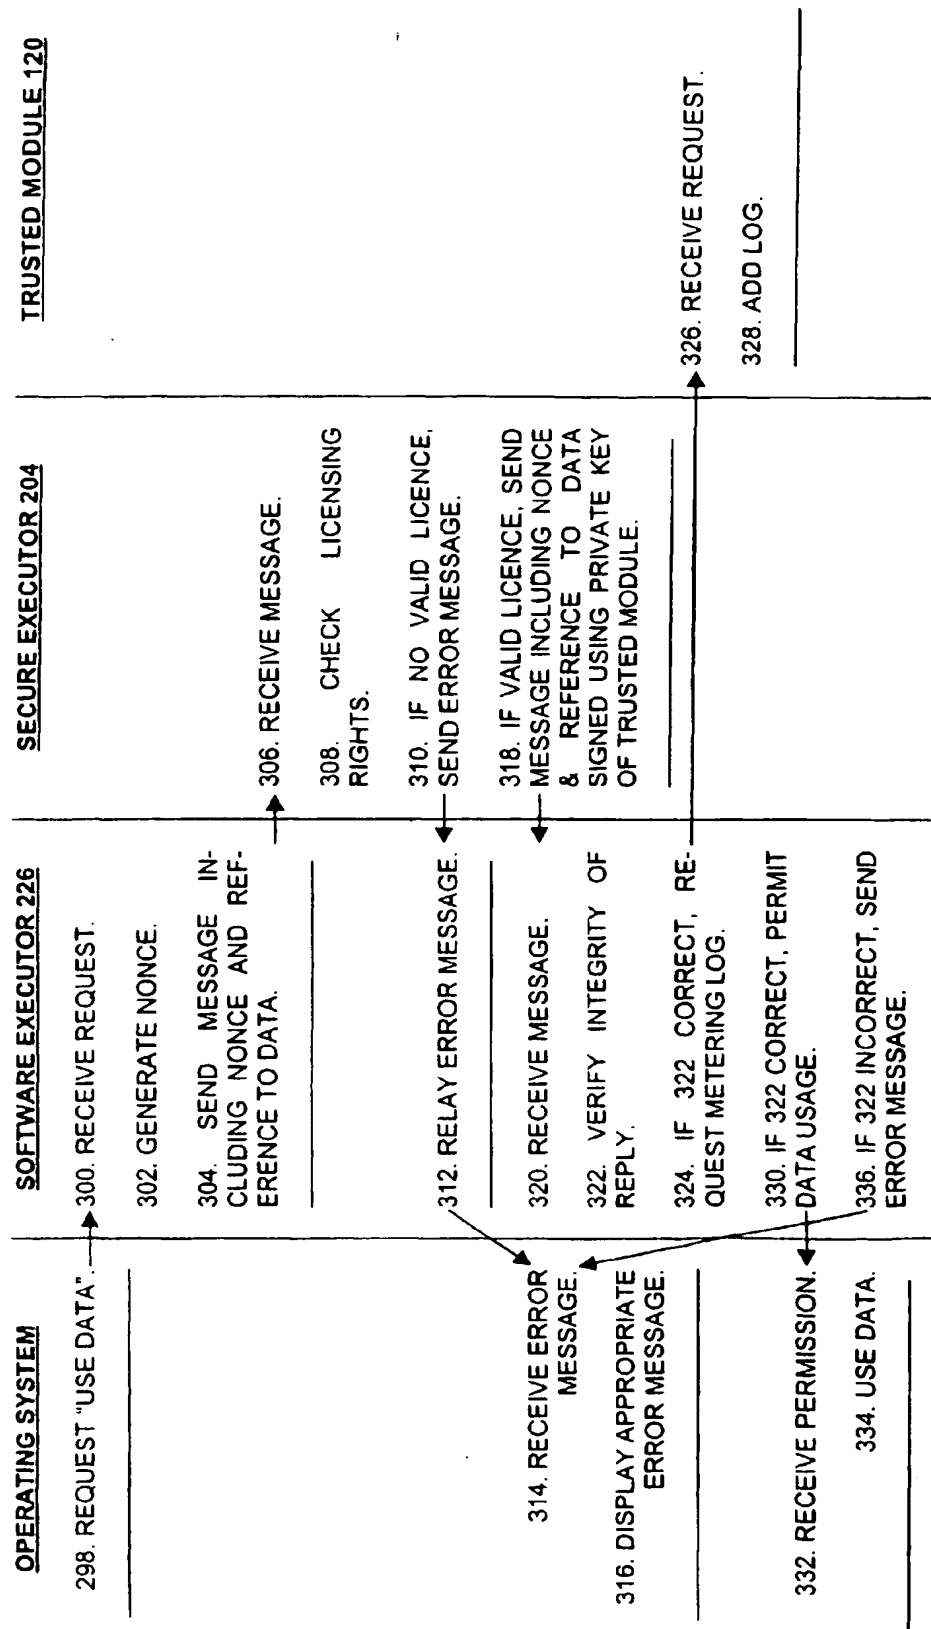 OPERATING SYSTEM
298. REQUEST "USE DATA".
314. RECEIVE ERROR
MESSAGE.
316. DISPLAY APPROPRIATE
ERROR MESSAGE.
332. RECEIVE PERMISSION.
334. USE DATA.
SOFTWARE EXECUTOR 226
300. RECEIVE REQUEST.
302. GENERATE NONCE.
304. SEND MESSAGE IN-
CLUDING NONCE AND REF-
ERENCE TO DATA.
312. RELAY ERROR MESSAGE.
320. RECEIVE MESSAGE.
322. VERIFY INTEGRITY OF
REPLY.
324. IF 322 CORRECT, RE-
QUEST METERING LOG.
330. IF 322 CORRECT, PERMIT
DATA USAGE.
336. IF 322 INCORRECT, SEND
ERROR MESSAGE.
SECURE EXECUTOR 204
306. RECEIVE MESSAGE.
308. CHECK LICENSING
RIGHTS.
310. IF NO VALID LICENCE,
SEND ERROR MESSAGE.
318. IF VALID LICENCE, SEND
MESSAGE INCLUDING NONCE
& REFERENCE TO DATA
SIGNED USING PRIVATE KEY
OF TRUSTED MODULE.
TRUSTED MODULE 120
326. RECEIVE REQUEST.
328. ADD LOG.